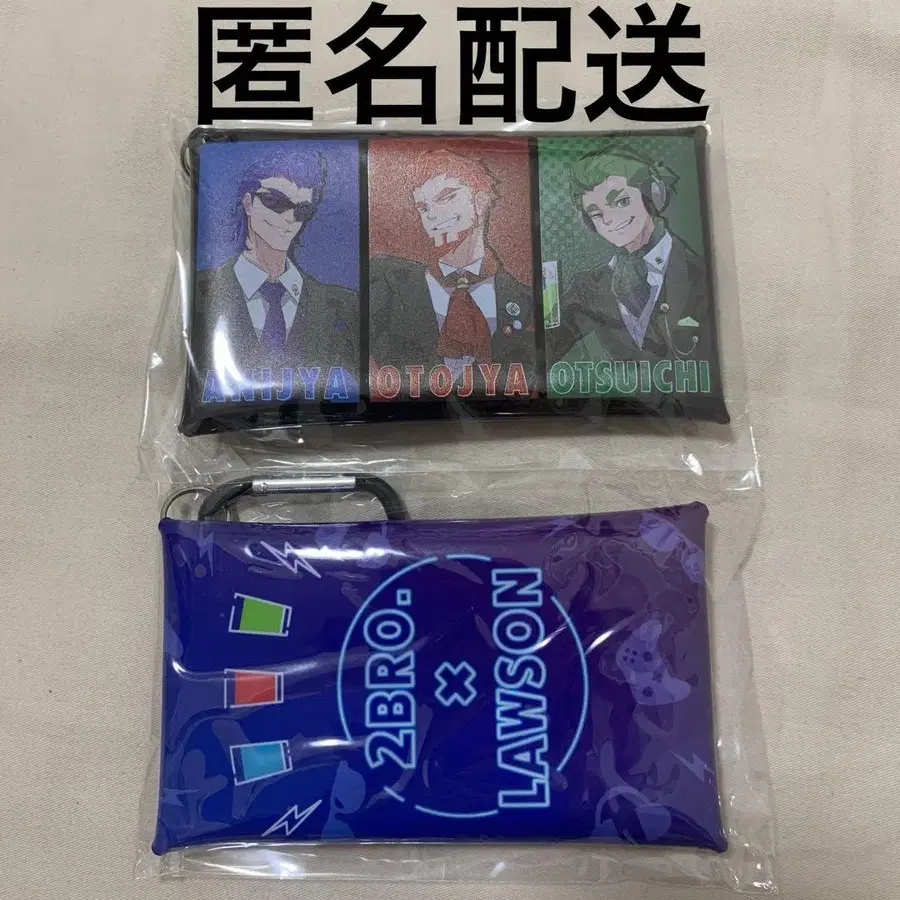 匿名配送
ANIJYA OTOJYA OTSUICHI
2BRO.
×
LAWSON